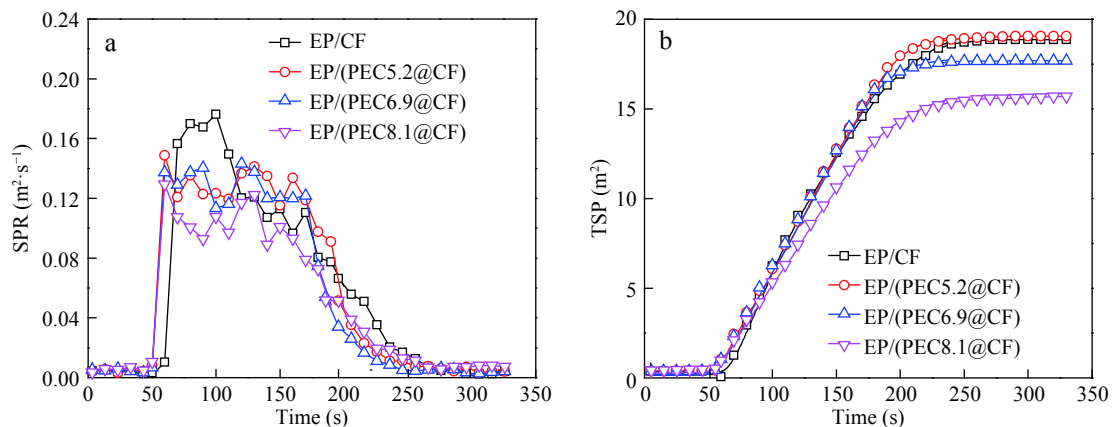 a
SPR (m²·s⁻¹)
0.24
0.20
0.16
0.12
0.08
0.04
0.00
0
50
100
150
200
250
300
350
Time (s)
EP/CF
EP/(PEC5.2@CF)
EP/(PEC6.9@CF)
EP/(PEC8.1@CF)
b
TSP (m²)
20
15
10
5
0
0
50
100
150
200
250
300
350
Time (s)
EP/CF
EP/(PEC5.2@CF)
EP/(PEC6.9@CF)
EP/(PEC8.1@CF)